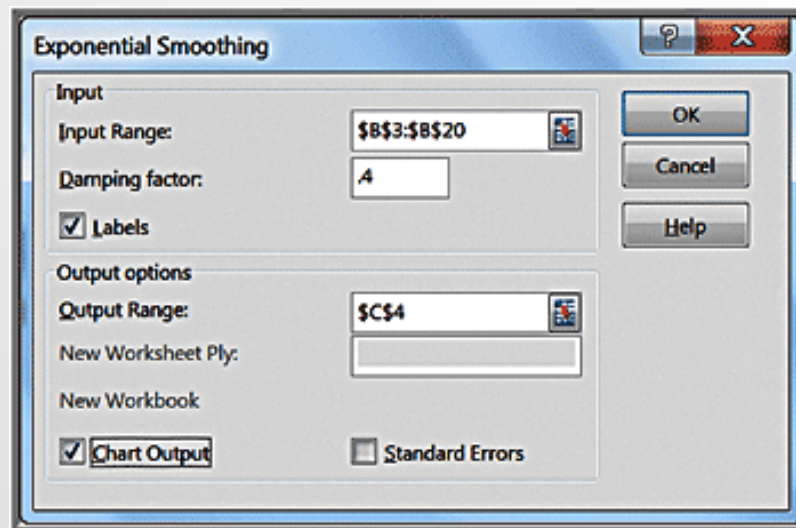 Exponential Smoothing
Input
Input Range: $B$3:$B$20
Damping factor: .4
Labels
OK
Cancel
Help
Output options
Output Range: $C$4
New Worksheet Ply:
New Workbook
Chart Output Standard Errors